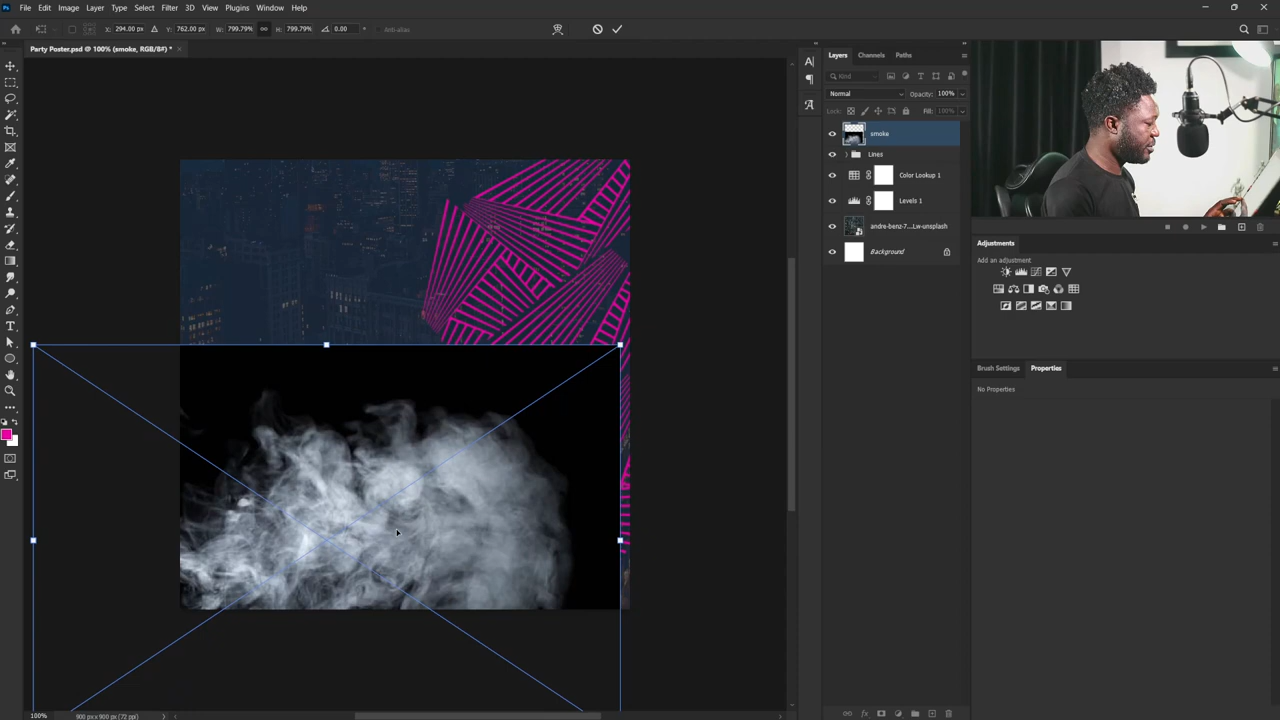 Ps File Edit Image Layer Type Select Filter 3D View Plugins Window Help
X: 294.00 px Y: 762.00 px W: 799.79% H: 799.79% 0.00 Anti-alias
Party Poster.psd @ 100% (smoke, RGB/8#) *
Layers Channels Paths
Kind
Normal Opacity: 100%
Lock: Fill: 100%
smoke
Lines
Color Lookup 1
Levels 1
andre-benz-7...Lw-unsplash
Background
Adjustments
Add an adjustment
Brush Settings Properties
No Properties
100% 900 px x 900 px (72 ppi)